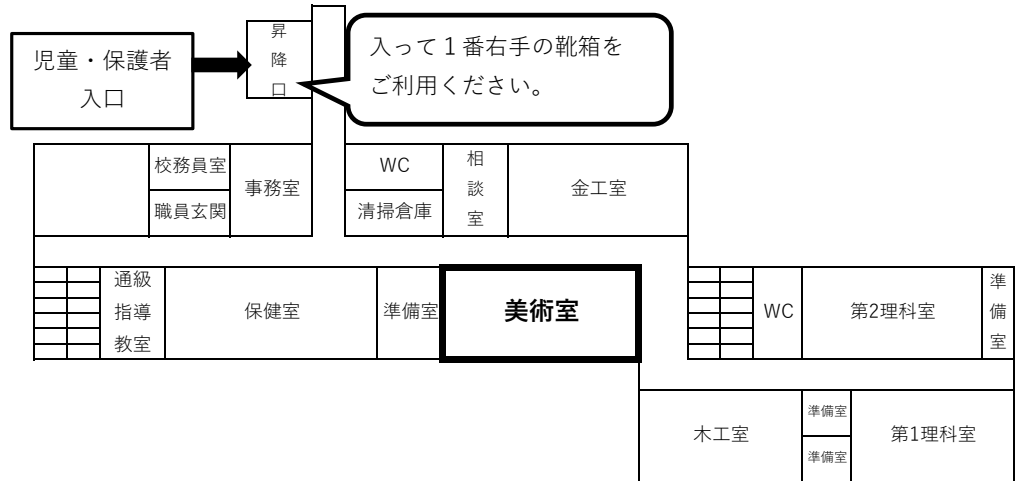 児童・保護者
入口
昇
降
口
入って１番右手の靴箱を
ご利用ください。
校務員室
職員玄関
事務室
WC
清掃倉庫
相
談
室
金工室
通級
指導
教室
保健室
準備室
美術室
WC
第2理科室
準
備
室
木工室
準備室
準備室
第1理科室